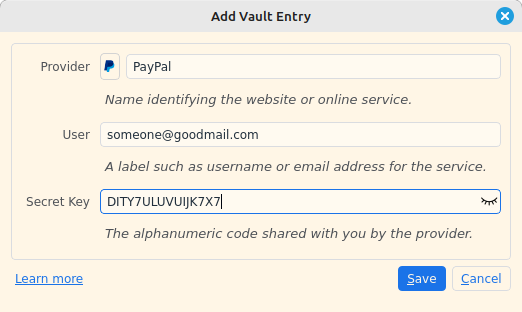 Add Vault Entry
Provider PayPal
Name identifying the website or online service.
User someone@goodmail.com
A label such as username or email address for the service.
Secret Key DITY7ULUVUIJK7X7
The alphanumeric code shared with you by the provider.
Learn more Save Cancel